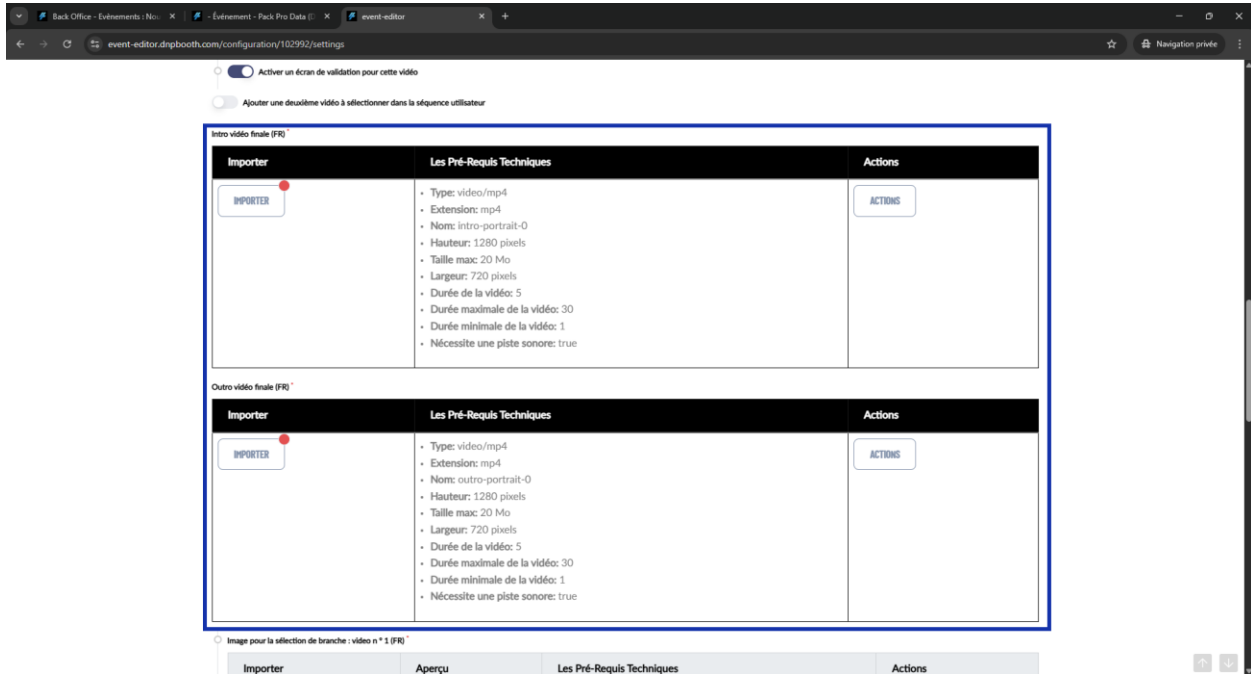 Back Office - Evènements : Nou
- Évènement - Pack Pro Data (D
event-editor
event-editor.dnpbooth.com/configuration/102992/settings
Navigation privée
Activer un écran de validation pour cette vidéo
Ajouter une deuxième vidéo à sélectionner dans la séquence utilisateur
Intro vidéo finale (FR) *
Importer
Les Pré-Requis Techniques
Actions
IMPORTER
• Type: video/mp4
• Extension: mp4
• Nom: intro-portrait-0
• Hauteur: 1280 pixels
• Taille max: 20 Mo
• Largeur: 720 pixels
• Durée de la vidéo: 5
• Durée maximale de la vidéo: 30
• Durée minimale de la vidéo: 1
• Nécessite une piste sonore: true
ACTIONS
Outro vidéo finale (FR) *
Importer
Les Pré-Requis Techniques
Actions
IMPORTER
• Type: video/mp4
• Extension: mp4
• Nom: outro-portrait-0
• Hauteur: 1280 pixels
• Taille max: 20 Mo
• Largeur: 720 pixels
• Durée de la vidéo: 5
• Durée maximale de la vidéo: 30
• Durée minimale de la vidéo: 1
• Nécessite une piste sonore: true
ACTIONS
Image pour la sélection de branche : video n ° 1 (FR) *
Importer
Aperçu
Les Pré-Requis Techniques
Actions